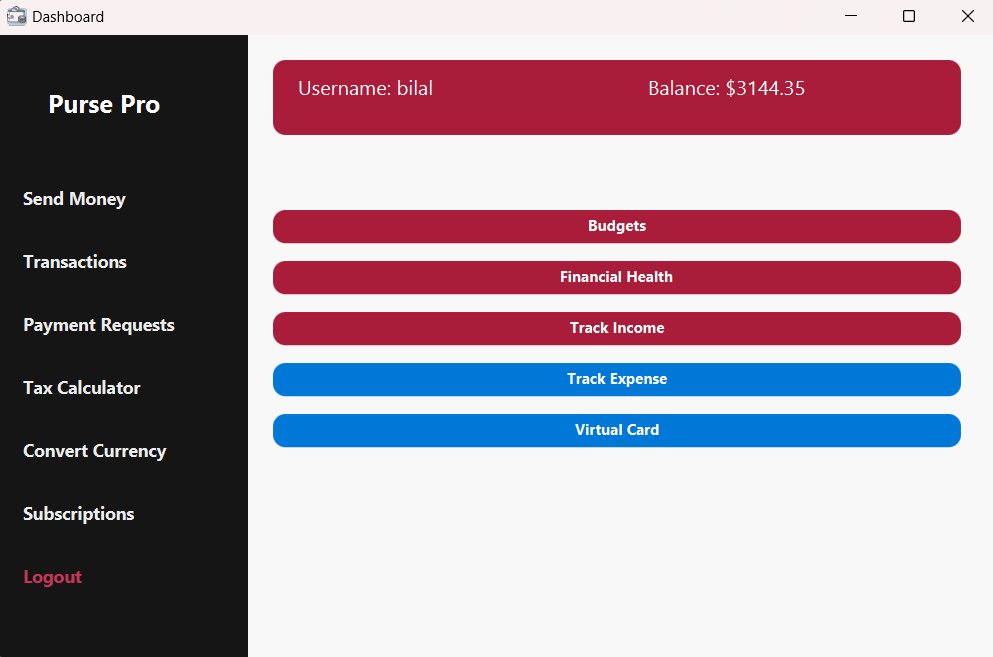 Dashboard
Purse Pro
Send Money
Transactions
Payment Requests
Tax Calculator
Convert Currency
Subscriptions
Logout
Username: bilal
Balance: $3144.35
Budgets
Financial Health
Track Income
Track Expense
Virtual Card